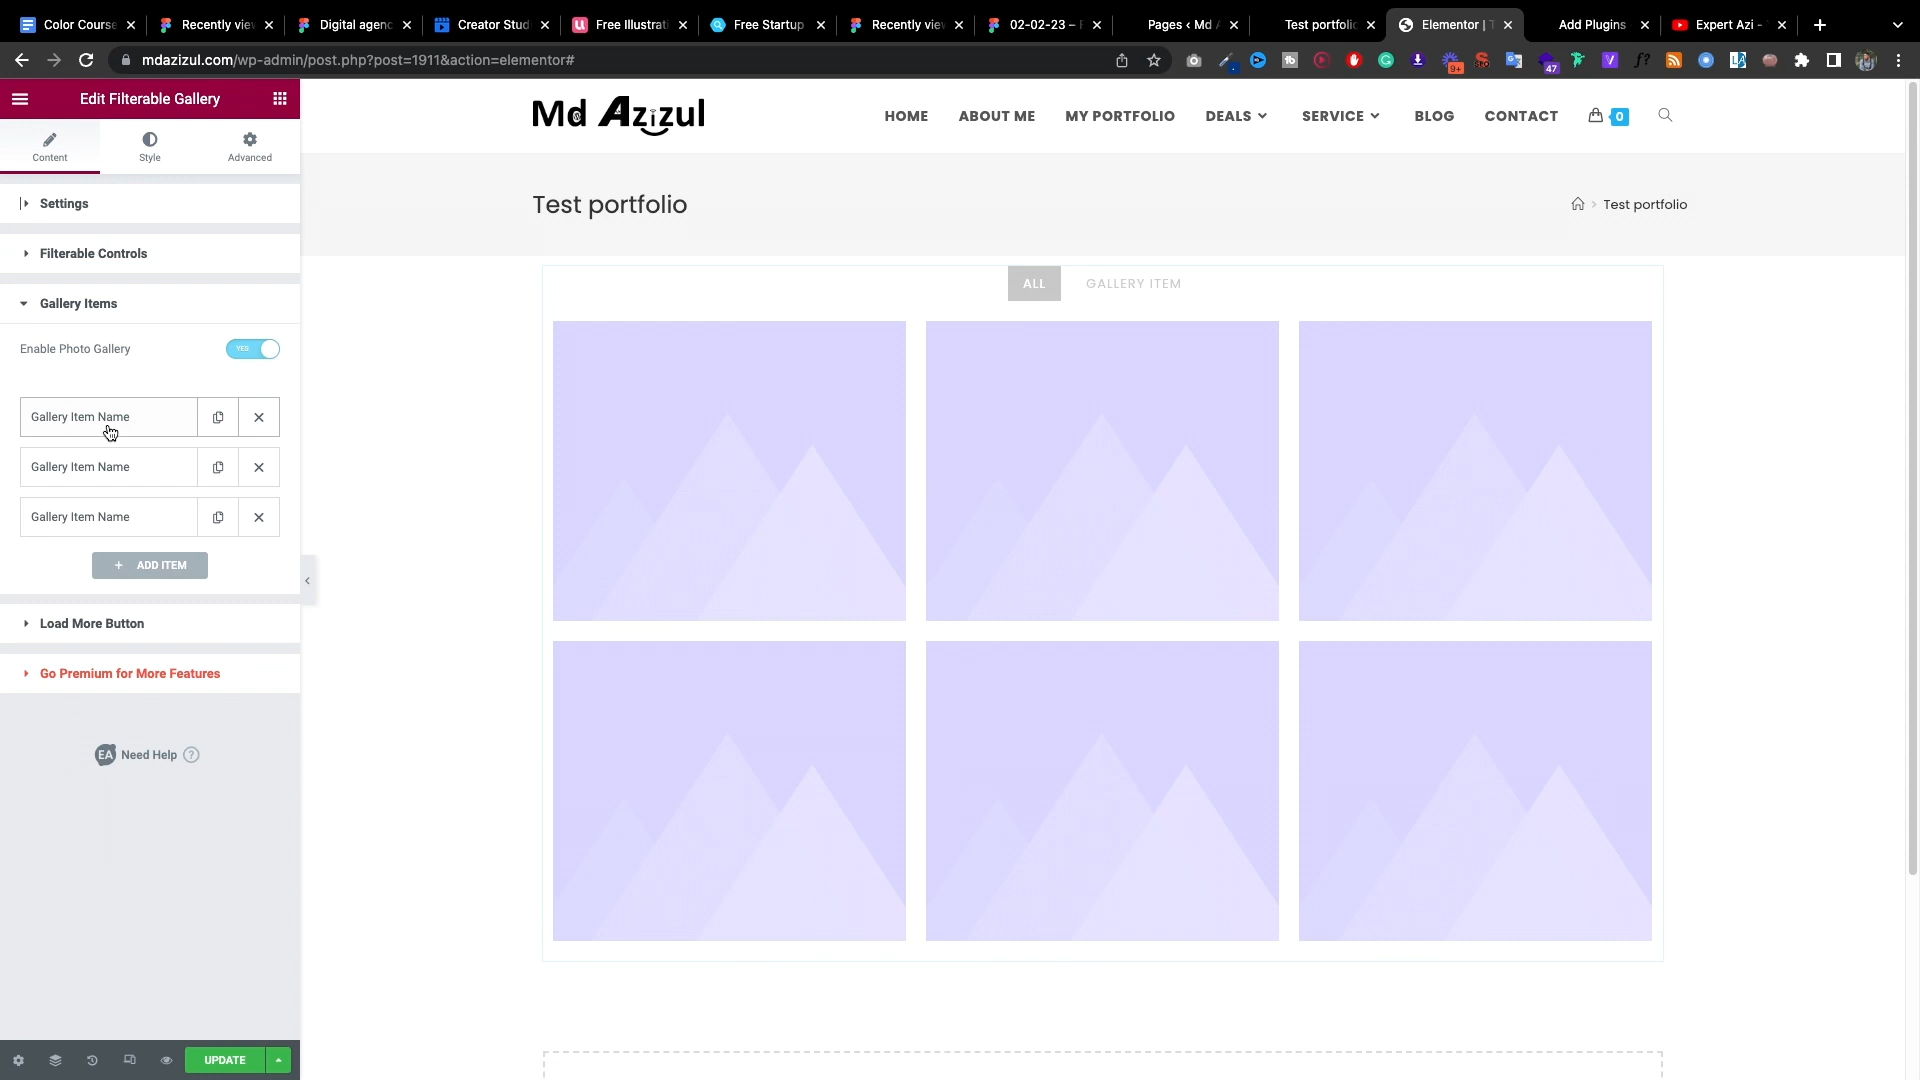 Color Course
Recently view
Digital agenc
Creator Stud
Free Illustrati
Free Startup
Recently view
02-02-23 – F
Pages ‹ Md A
Test portfolio
Elementor | T
Add Plugins
Expert Azi -
mdazizul.com/wp-admin/post.php?post=1911&action=elementor#
9+
47
Edit Filterable Gallery
Content
Style
Advanced
Settings
Filterable Controls
Gallery Items
Enable Photo Gallery
YES
Gallery Item Name
Gallery Item Name
Gallery Item Name
+ ADD ITEM
Load More Button
Go Premium for More Features
EA Need Help ?
UPDATE
Md Azizul
HOME
ABOUT ME
MY PORTFOLIO
DEALS
SERVICE
BLOG
CONTACT
0
Test portfolio
> Test portfolio
ALL
GALLERY ITEM